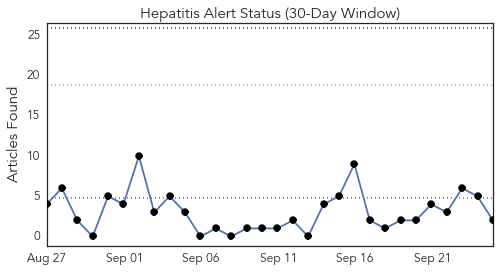 Hepatitis Alert Status (30-Day Window)
Articles Found
25
20
15
10
5
0
Aug 27
Sep 01
Sep 06
Sep 11
Sep 16
Sep 21